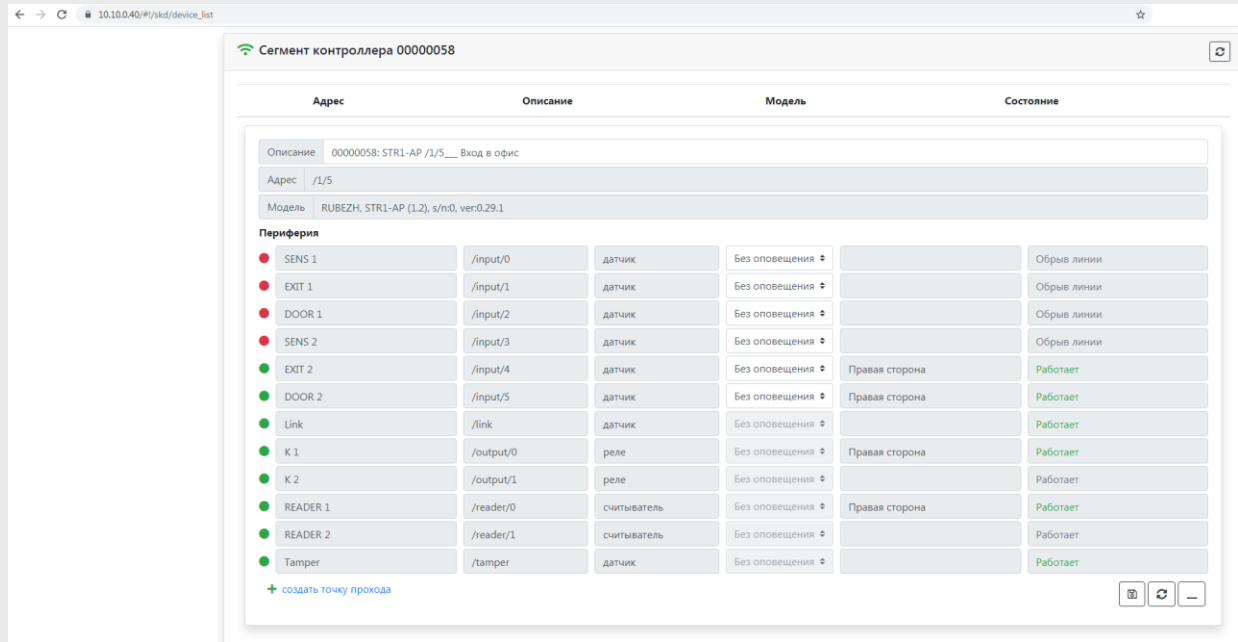 10.10.0.40/#!/skd/device_list
Сегмент контроллера 00000058
Адрес Описание Модель Состояние
Описание 00000058: STR1-AP /1/5___ Вход в офис
Адрес /1/5
Модель RUBEZH, STR1-AP (1.2), s/n:0, ver:0.29.1
Периферия
SENS 1 /input/0 датчик Без оповещения Обрыв линии
EXIT 1 /input/1 датчик Без оповещения Обрыв линии
DOOR 1 /input/2 датчик Без оповещения Обрыв линии
SENS 2 /input/3 датчик Без оповещения Обрыв линии
EXIT 2 /input/4 датчик Без оповещения Правая сторона Работает
DOOR 2 /input/5 датчик Без оповещения Правая сторона Работает
Link /link датчик Без оповещения Работает
K 1 /output/0 реле Без оповещения Правая сторона Работает
K 2 /output/1 реле Без оповещения Работает
READER 1 /reader/0 считыватель Без оповещения Правая сторона Работает
READER 2 /reader/1 считыватель Без оповещения Работает
Tamper /tamper датчик Без оповещения Работает
+ создать точку прохода